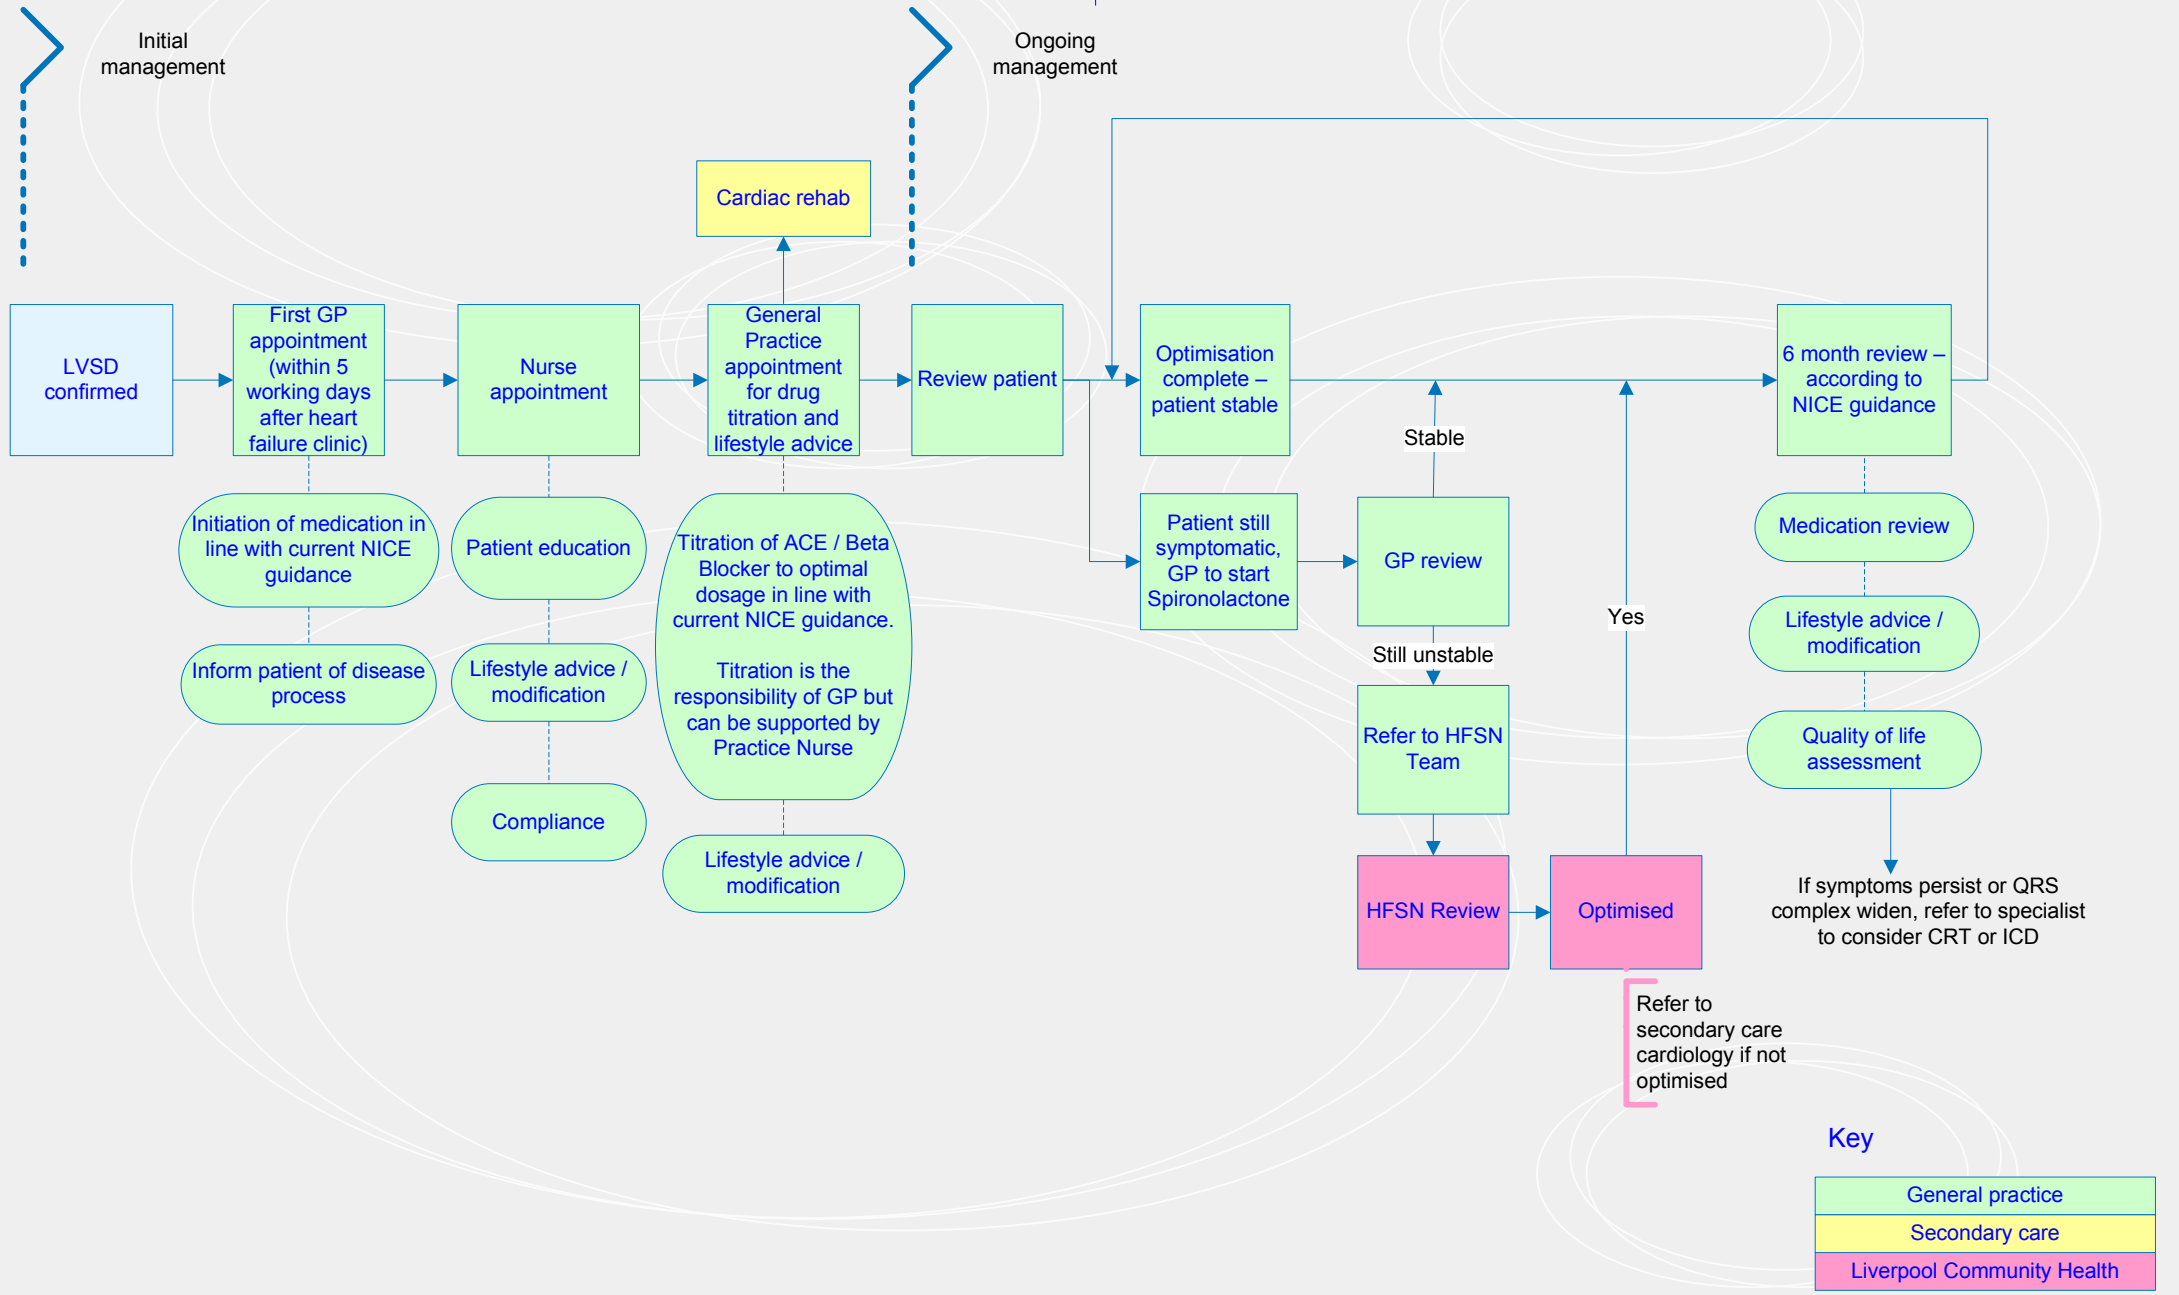 Initial
management
Ongoing
management
Cardiac rehab
LVSD
confirmed
First GP
appointment
(within 5
working days
after heart
failure clinic)
Nurse
appointment
General
Practice
appointment
for drug
titration and
lifestyle advice
Review patient
Optimisation
complete –
patient stable
6 month review –
according to
NICE guidance
Stable
Initiation of medication in
line with current NICE
guidance
Inform patient of disease
process
Patient education
Lifestyle advice /
modification
Compliance
Titration of ACE / Beta
Blocker to optimal
dosage in line with
current NICE guidance.
Titration is the
responsibility of GP but
can be supported by
Practice Nurse
Lifestyle advice /
modification
Patient still
symptomatic,
GP to start
Spironolactone
GP review
Still unstable
Refer to HFSN
Team
HFSN Review
Optimised
Yes
Refer to
secondary care
cardiology if not
optimised
Medication review
Lifestyle advice /
modification
Quality of life
assessment
If symptoms persist or QRS
complex widen, refer to specialist
to consider CRT or ICD
Key
General practice
Secondary care
Liverpool Community Health